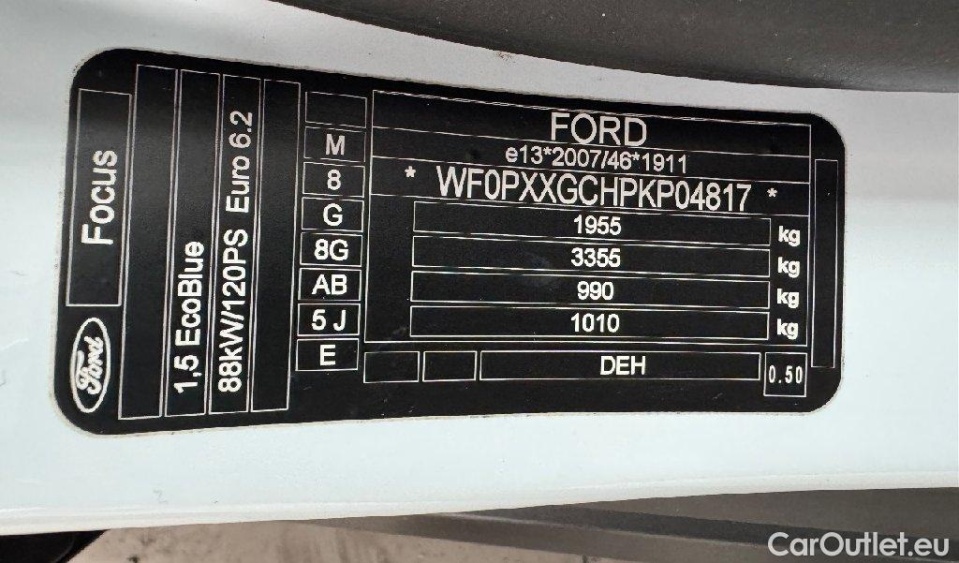 Focus
Ford
1,5 EcoBlue
88kW/120PS Euro 6.2
M
8
G
8G
AB
5 J
E
FORD
e13*2007/46*1911
* WF0PXXGCHPKP04817 *
1955 kg
3355 kg
990 kg
1010 kg
DEH
0.50
CarOutlet.eu